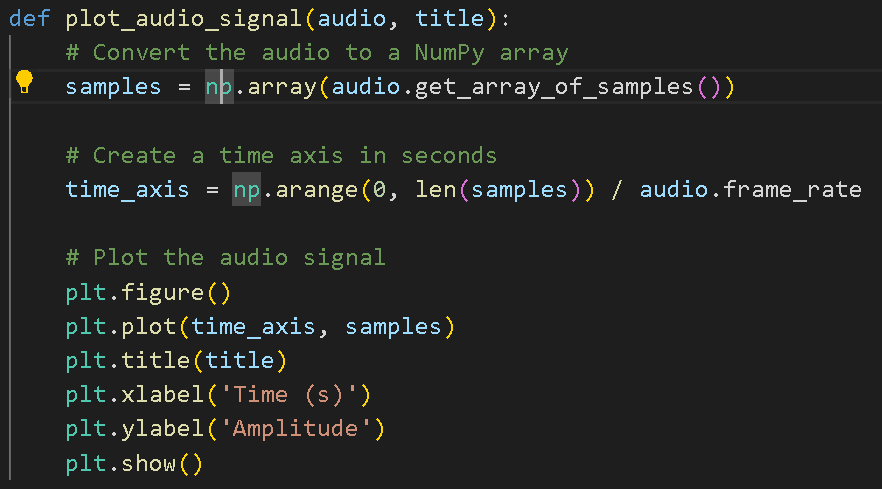 def plot_audio_signal(audio, title):
    # Convert the audio to a NumPy array
    samples = np.array(audio.get_array_of_samples())

    # Create a time axis in seconds
    time_axis = np.arange(0, len(samples)) / audio.frame_rate

    # Plot the audio signal
    plt.figure()
    plt.plot(time_axis, samples)
    plt.title(title)
    plt.xlabel('Time (s)')
    plt.ylabel('Amplitude')
    plt.show()